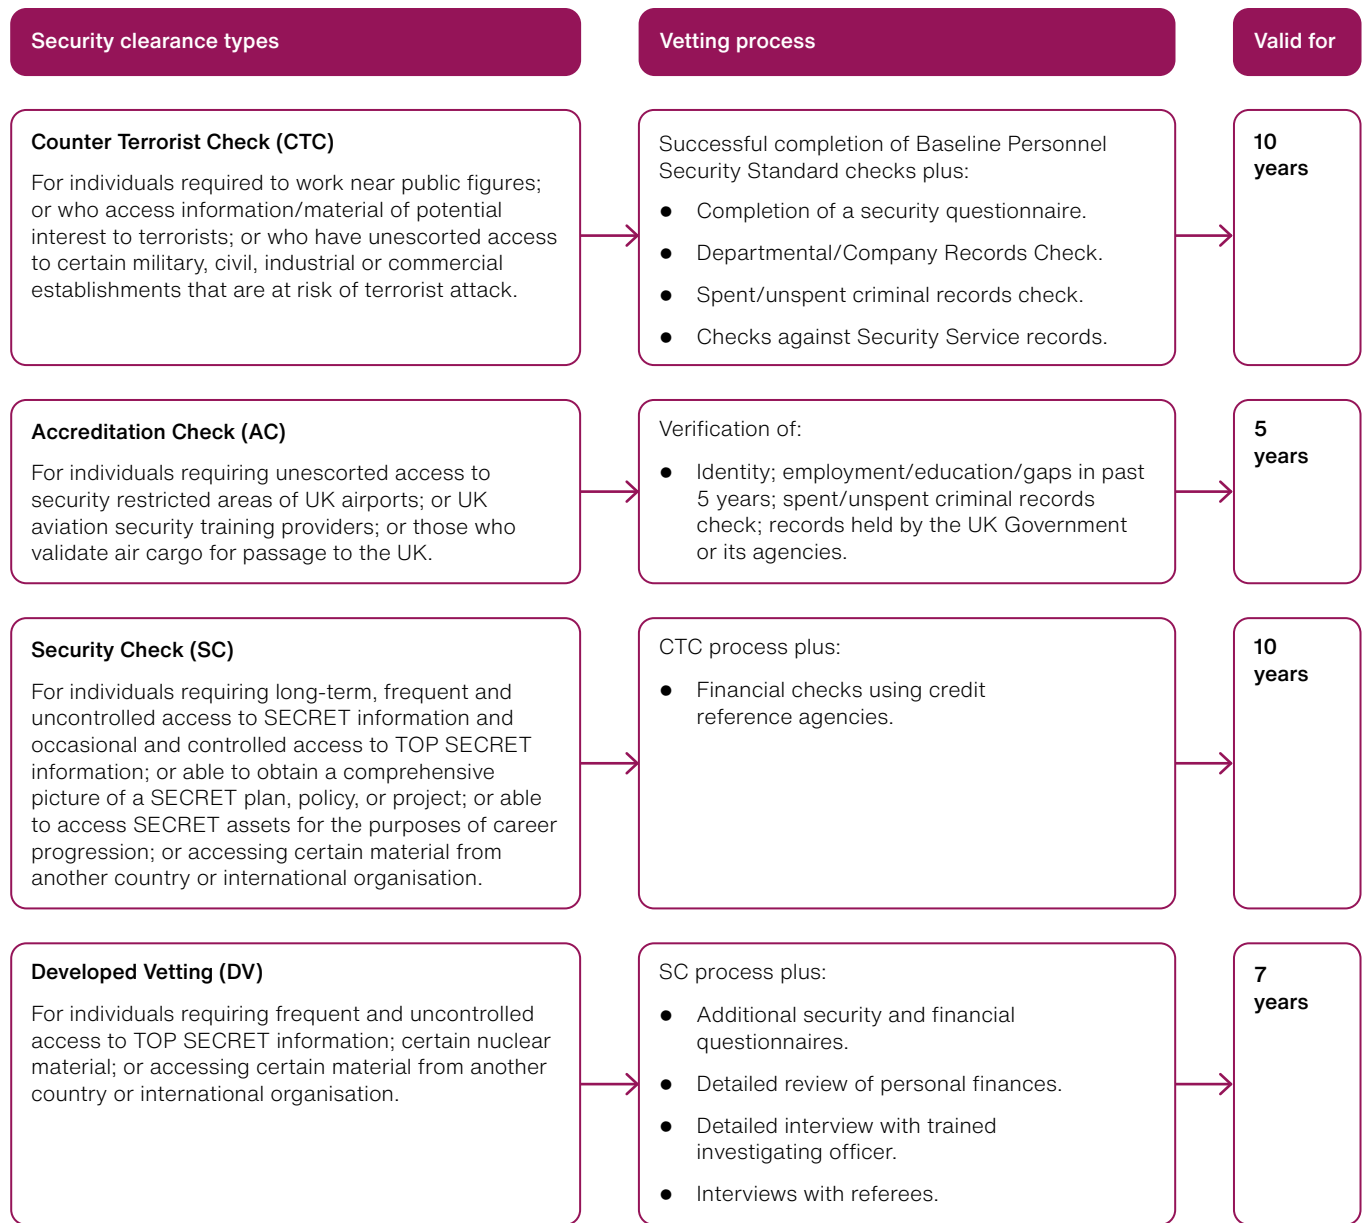 Security clearance types
Vetting process
Valid for
Counter Terrorist Check (CTC)
For individuals required to work near public figures;
or who access information/material of potential
interest to terrorists; or who have unescorted access
to certain military, civil, industrial or commercial
establishments that are at risk of terrorist attack.
Successful completion of Baseline Personnel
Security Standard checks plus:
● Completion of a security questionnaire.
● Departmental/Company Records Check.
● Spent/unspent criminal records check.
● Checks against Security Service records.
10
years
Accreditation Check (AC)
For individuals requiring unescorted access to
security restricted areas of UK airports; or UK
aviation security training providers; or those who
validate air cargo for passage to the UK.
Verification of:
● Identity; employment/education/gaps in past
5 years; spent/unspent criminal records
check; records held by the UK Government
or its agencies.
5
years
Security Check (SC)
For individuals requiring long-term, frequent and
uncontrolled access to SECRET information and
occasional and controlled access to TOP SECRET
information; or able to obtain a comprehensive
picture of a SECRET plan, policy, or project; or able
to access SECRET assets for the purposes of career
progression; or accessing certain material from
another country or international organisation.
CTC process plus:
● Financial checks using credit
reference agencies.
10
years
Developed Vetting (DV)
For individuals requiring frequent and uncontrolled
access to TOP SECRET information; certain nuclear
material; or accessing certain material from another
country or international organisation.
SC process plus:
● Additional security and financial
questionnaires.
● Detailed review of personal finances.
● Detailed interview with trained
investigating officer.
● Interviews with referees.
7
years